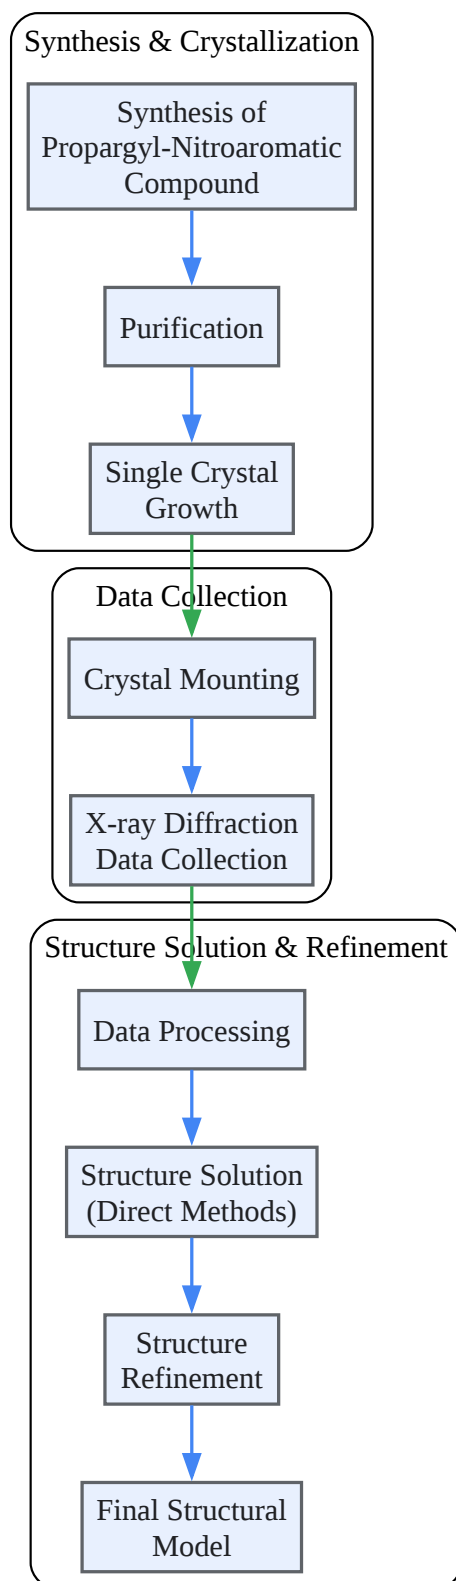 Synthesis & Crystallization
Synthesis of
Propargyl-Nitroaromatic
Compound
Purification
Single Crystal
Growth
Data Collection
Crystal Mounting
X-ray Diffraction
Data Collection
Structure Solution & Refinement
Data Processing
Structure Solution
(Direct Methods)
Structure
Refinement
Final Structural
Model